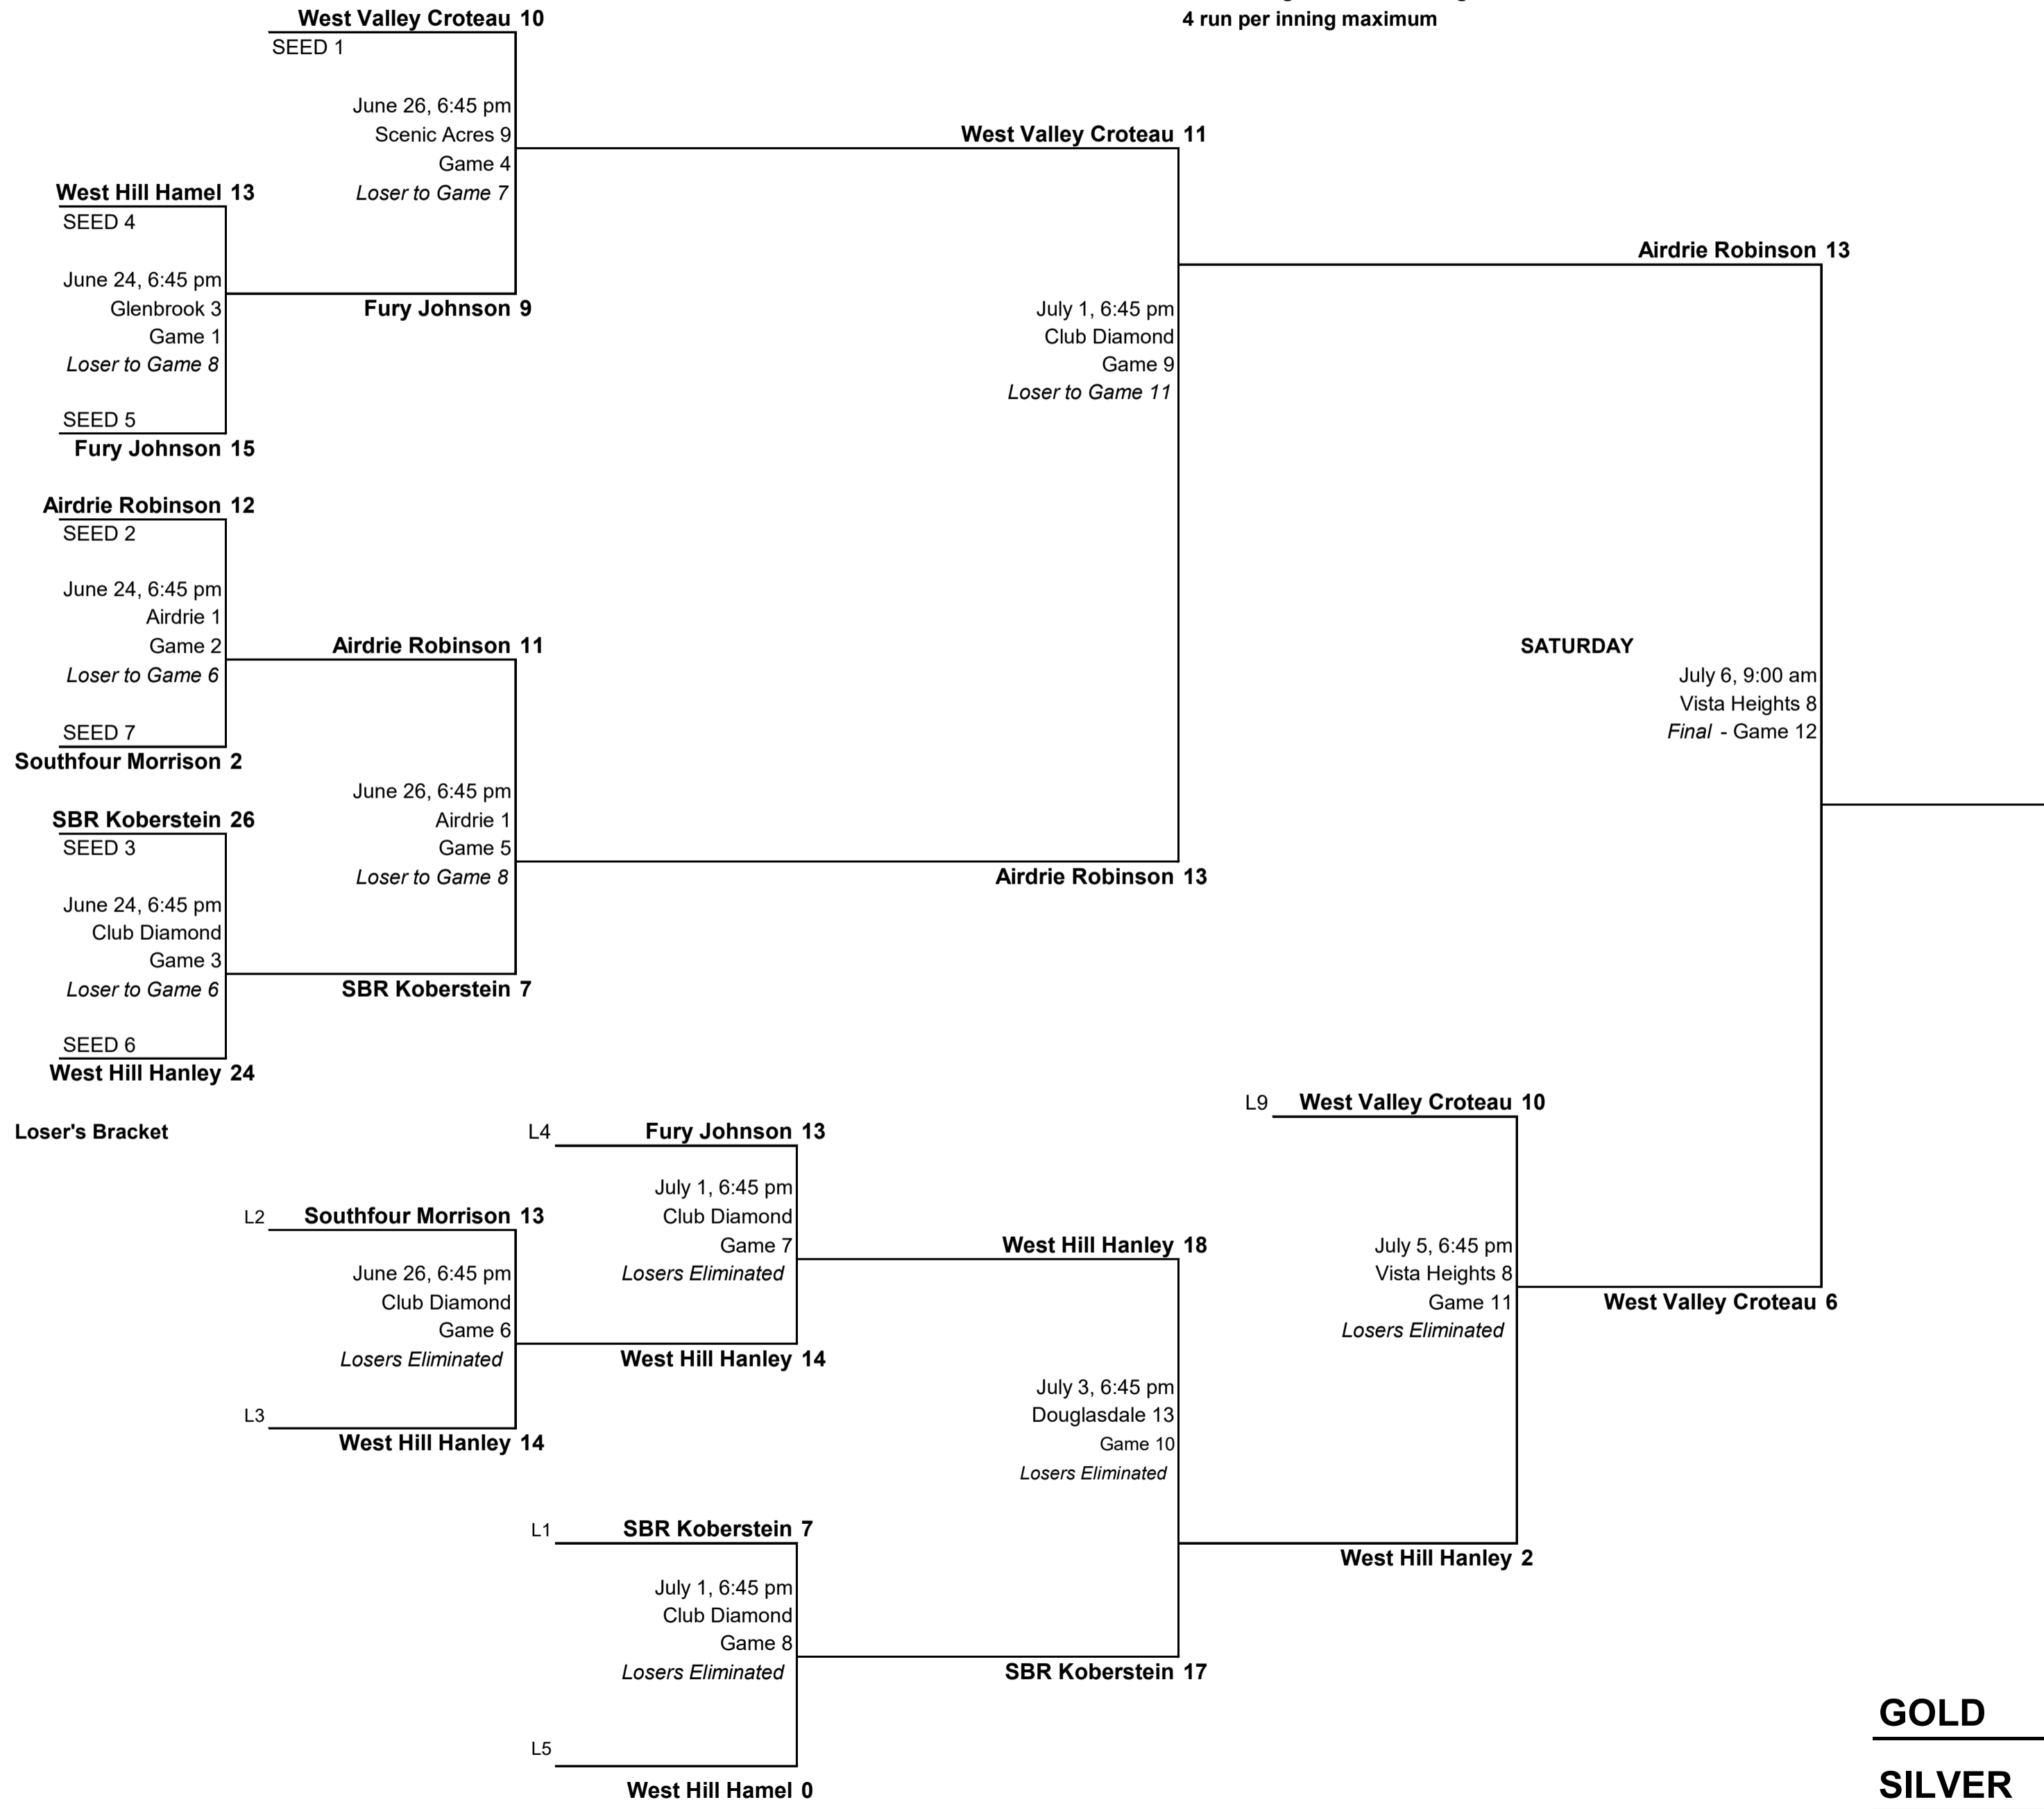 West Valley Croteau 10
4 run per inning maximum
SEED 1
June 26, 6:45 pm
Scenic Acres 9
Game 4
Loser to Game 7
West Valley Croteau 11
West Hill Hamel 13
SEED 4
June 24, 6:45 pm
Glenbrook 3
Game 1
Loser to Game 8
SEED 5
Fury Johnson 15
Fury Johnson 9
Airdrie Robinson 13
July 1, 6:45 pm
Club Diamond
Game 9
Loser to Game 11
Airdrie Robinson 12
SEED 2
June 24, 6:45 pm
Airdrie 1
Game 2
Loser to Game 6
SEED 7
Southfour Morrison 2
Airdrie Robinson 11
SATURDAY
July 6, 9:00 am
Vista Heights 8
Final - Game 12
June 26, 6:45 pm
Airdrie 1
Game 5
Loser to Game 8
Airdrie Robinson 13
SBR Koberstein 26
SEED 3
June 24, 6:45 pm
Club Diamond
Game 3
Loser to Game 6
SEED 6
West Hill Hanley 24
SBR Koberstein 7
Loser's Bracket
L4 Fury Johnson 13
July 1, 6:45 pm
Club Diamond
Game 7
Losers Eliminated
West Hill Hanley 14
L9 West Valley Croteau 10
July 5, 6:45 pm
Vista Heights 8
Game 11
Losers Eliminated
West Valley Croteau 6
L2 Southfour Morrison 13
June 26, 6:45 pm
Club Diamond
Game 6
Losers Eliminated
L3
West Hill Hanley 14
West Hill Hanley 18
July 3, 6:45 pm
Douglasdale 13
Game 10
Losers Eliminated
West Hill Hanley 2
L1 SBR Koberstein 7
July 1, 6:45 pm
Club Diamond
Game 8
Losers Eliminated
SBR Koberstein 17
L5
West Hill Hamel 0
GOLD
SILVER